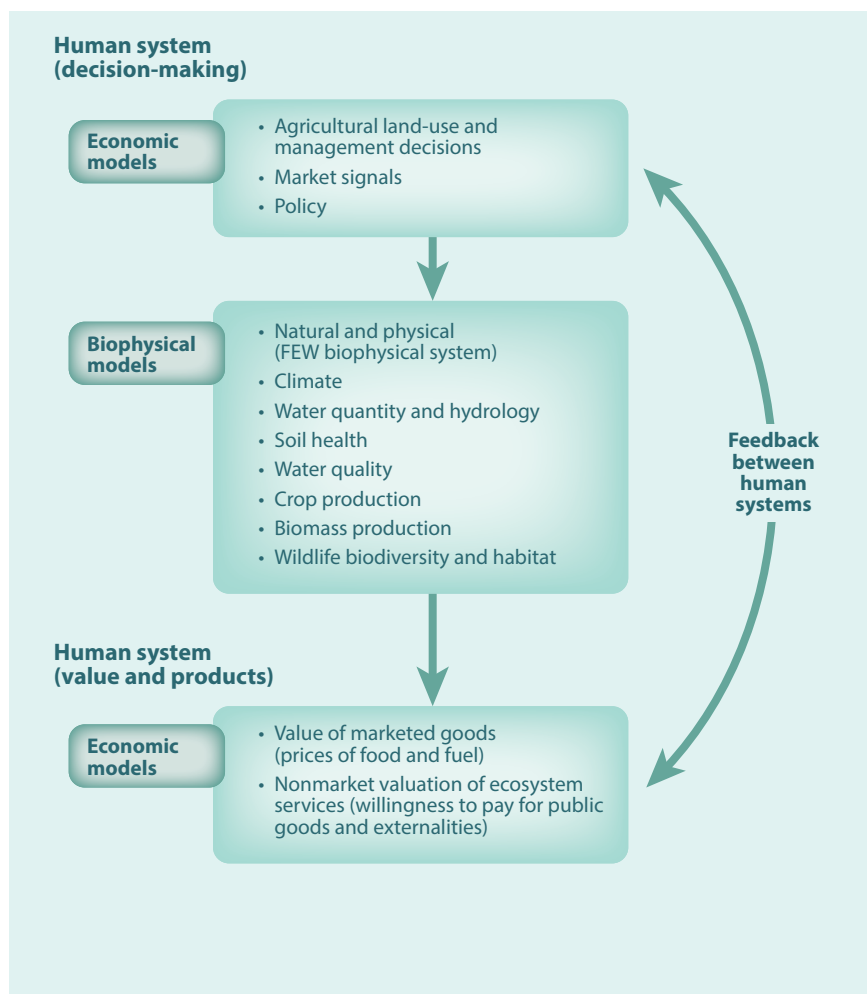 Human system
(decision-making)
Economic
models
• Agricultural land-use and
management decisions
• Market signals
• Policy
Biophysical
models
• Natural and physical
(FEW biophysical system)
• Climate
• Water quantity and hydrology
• Soil health
• Water quality
• Crop production
• Biomass production
• Wildlife biodiversity and habitat
Feedback
between
human
systems
Human system
(value and products)
Economic
models
• Value of marketed goods
(prices of food and fuel)
• Nonmarket valuation of ecosystem
services (willingness to pay for public
goods and externalities)